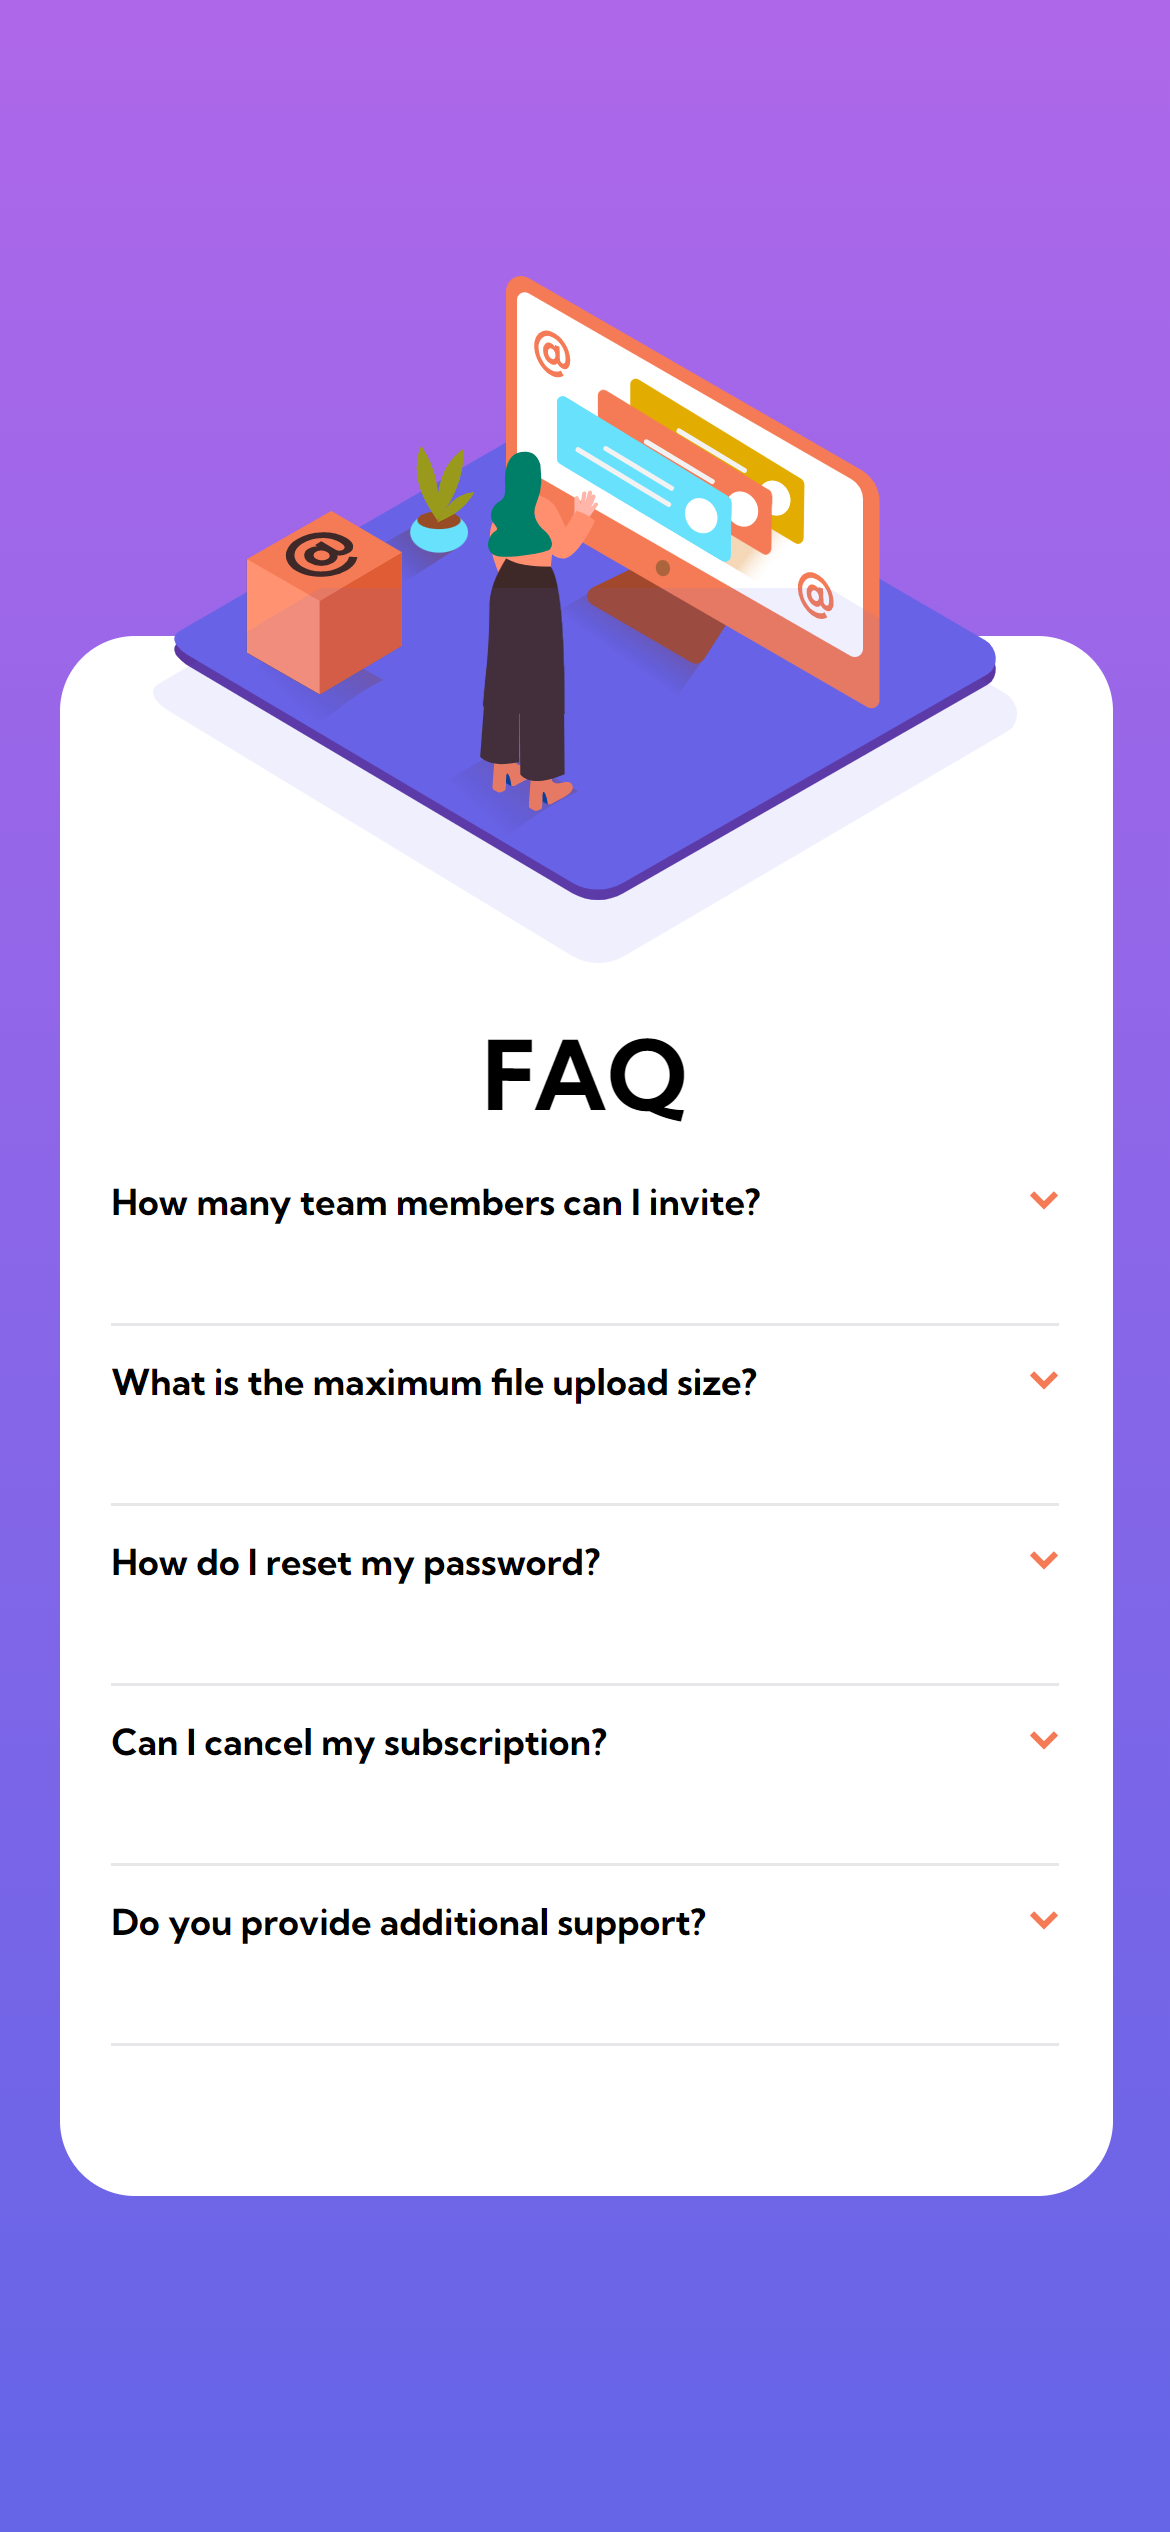 @
@
@
FAQ
How many team members can I invite?
What is the maximum file upload size?
How do I reset my password?
Can I cancel my subscription?
Do you provide additional support?